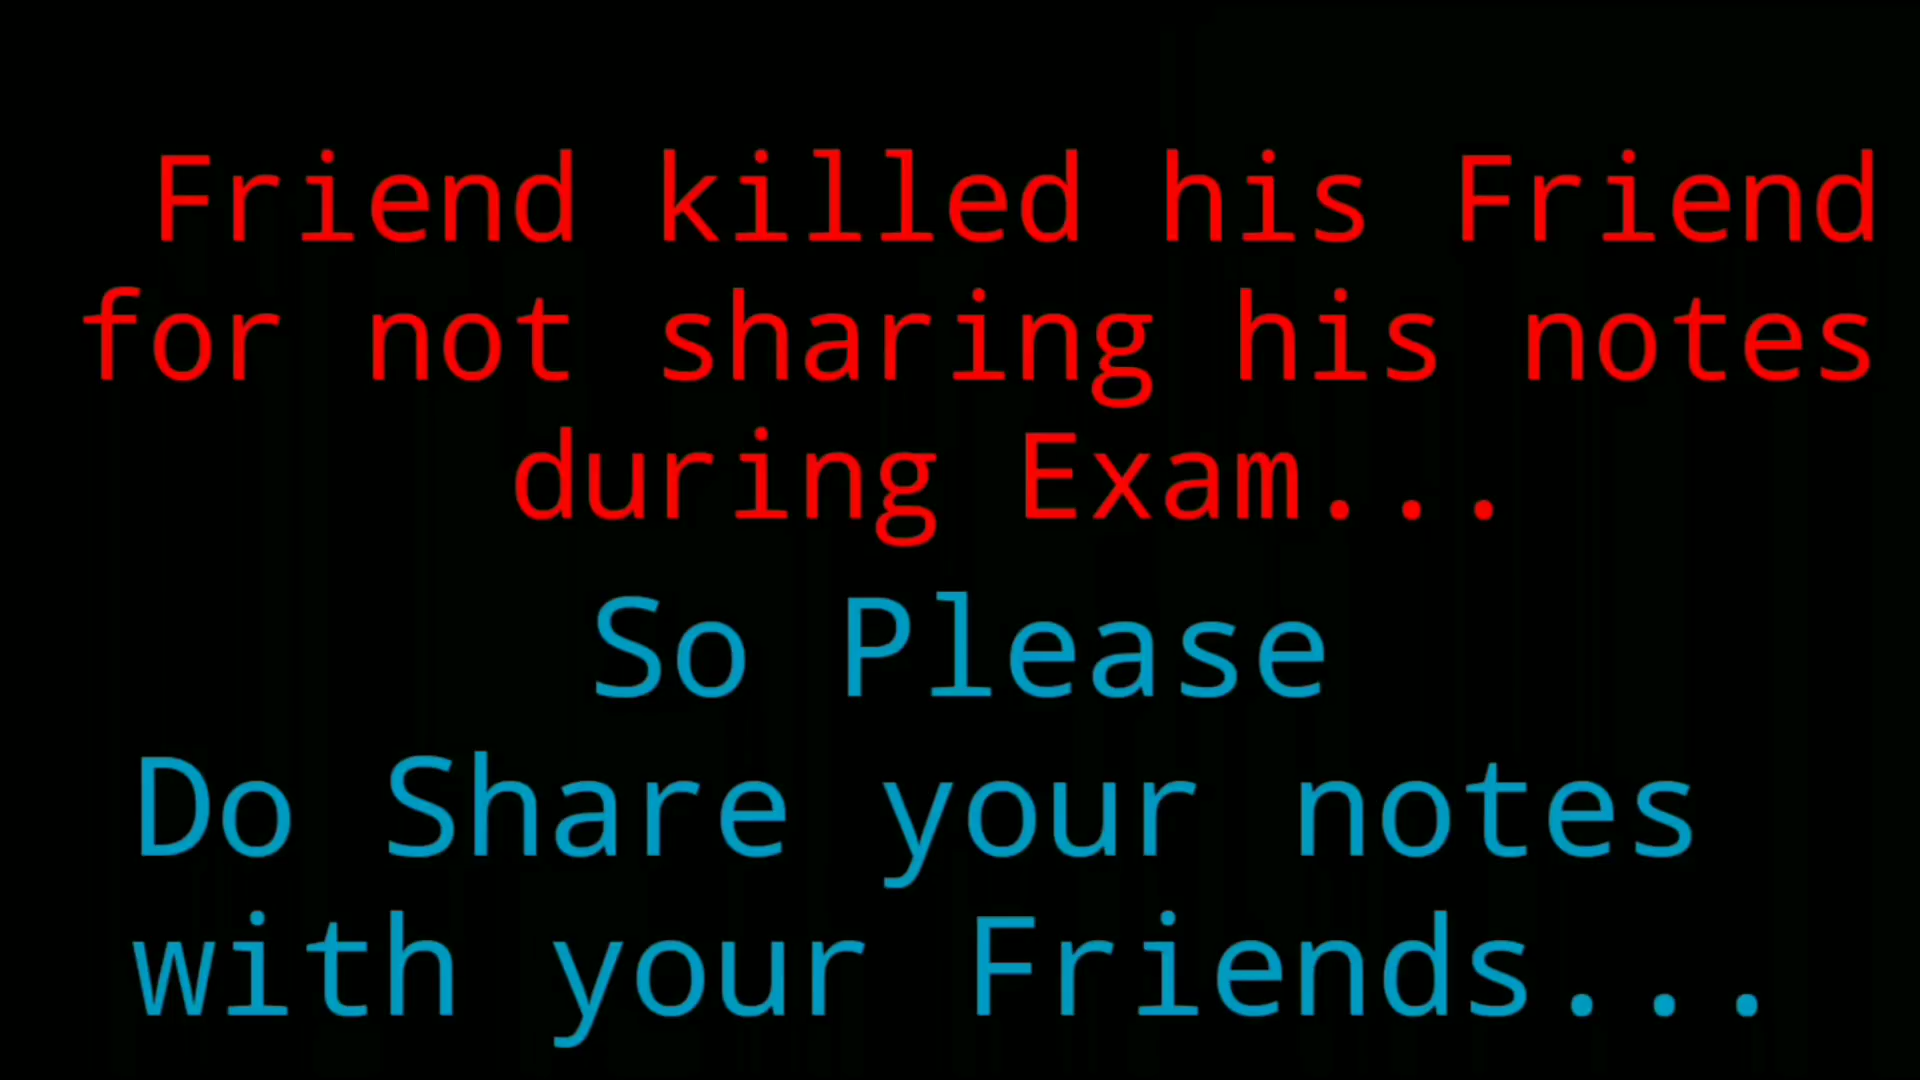 Friend killed his Friend
for not sharing his notes
during Exam...
So Please
Do Share your notes
with your Friends...